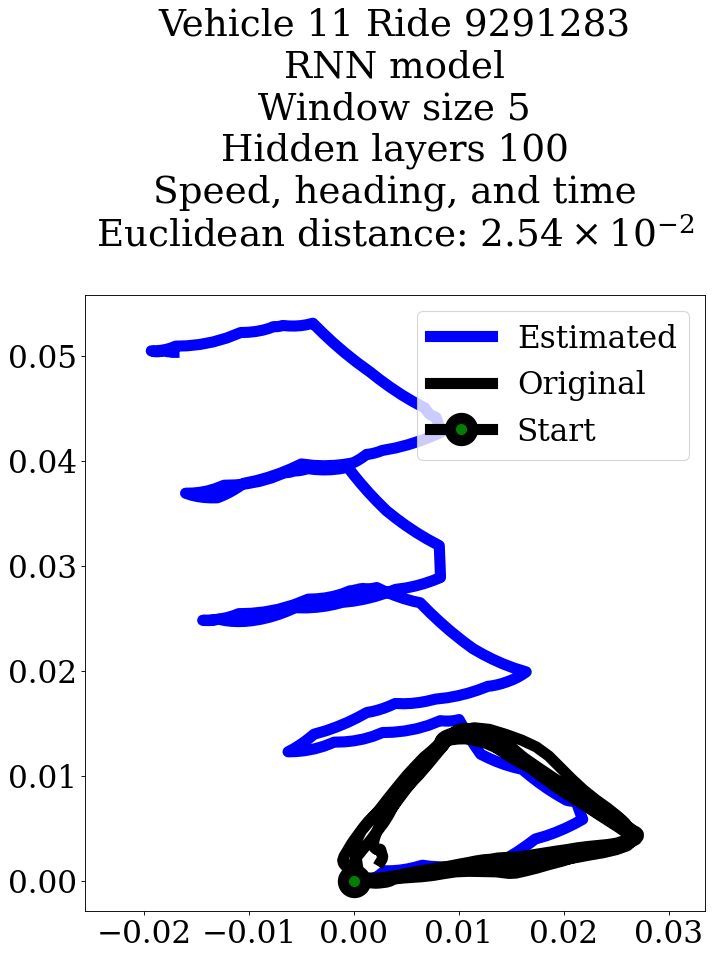 Vehicle 11 Ride 9291283
RNN model
Window size 5
Hidden layers 100
Speed, heading, and time
Euclidean distance: 2.54 × 10⁻²
Estimated
Original
Start
0.05
0.04
0.03
0.02
0.01
0.00
−0.02 −0.01 0.00 0.01 0.02 0.03